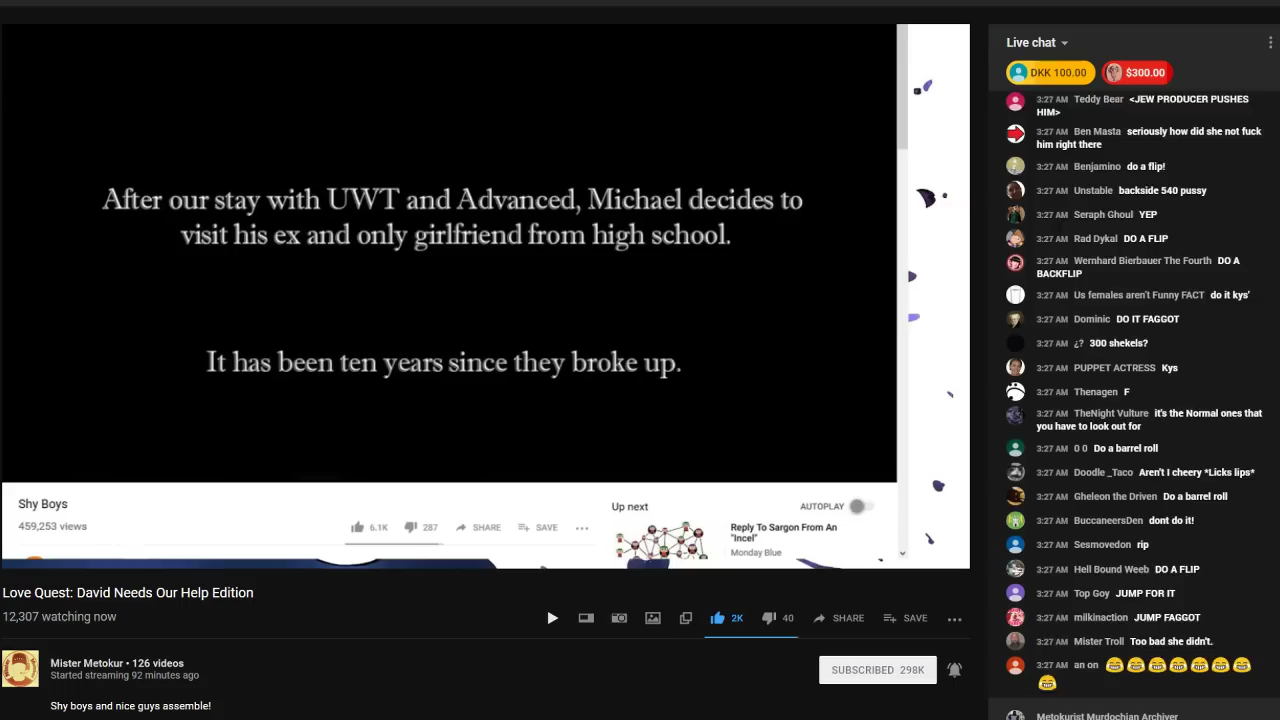 After our stay with UWT and Advanced, Michael decides to
visit his ex and only girlfriend from high school.
It has been ten years since they broke up.
Shy Boys
459,253 views
6.1K 287 SHARE SAVE
Up next
AUTOPLAY
Reply To Sargon From An
"Incel"
Monday Blue
Love Quest: David Needs Our Help Edition
12,307 watching now
2K 40 SHARE SAVE
Mister Metokur • 126 videos
Started streaming 92 minutes ago
SUBSCRIBED 298K
Shy boys and nice guys assemble!
Live chat
DKK 100.00 $300.00
3:27 AM Teddy Bear <JEW PRODUCER PUSHES
HIM>
3:27 AM Ben Masta seriously how did she not fuck
him right there
3:27 AM Benjamino do a flip!
3:27 AM Unstable backside 540 pussy
3:27 AM Seraph Ghoul YEP
3:27 AM Rad Dykal DO A FLIP
3:27 AM Wernhard Bierbauer The Fourth DO A
BACKFLIP
3:27 AM Us females aren't Funny FACT do it kys'
3:27 AM Dominic DO IT FAGGOT
3:27 AM ¿? 300 shekels?
3:27 AM PUPPET ACTRESS Kys
3:27 AM Thenagen F
3:27 AM TheNight Vulture it's the Normal ones that
you have to look out for
3:27 AM 0 0 Do a barrel roll
3:27 AM Doodle _Taco Aren't I cheery *Licks lips*
3:27 AM Gheleon the Driven Do a barrel roll
3:27 AM BuccaneersDen dont do it!
3:27 AM Sesmovedon rip
3:27 AM Hell Bound Weeb DO A FLIP
3:27 AM Top Goy JUMP FOR IT
3:27 AM milkinaction JUMP FAGGOT
3:27 AM Mister Troll Too bad she didn't.
3:27 AM an on 😂😂😂😂😂😂😂
😂
Metokurist Murdochian Archiver